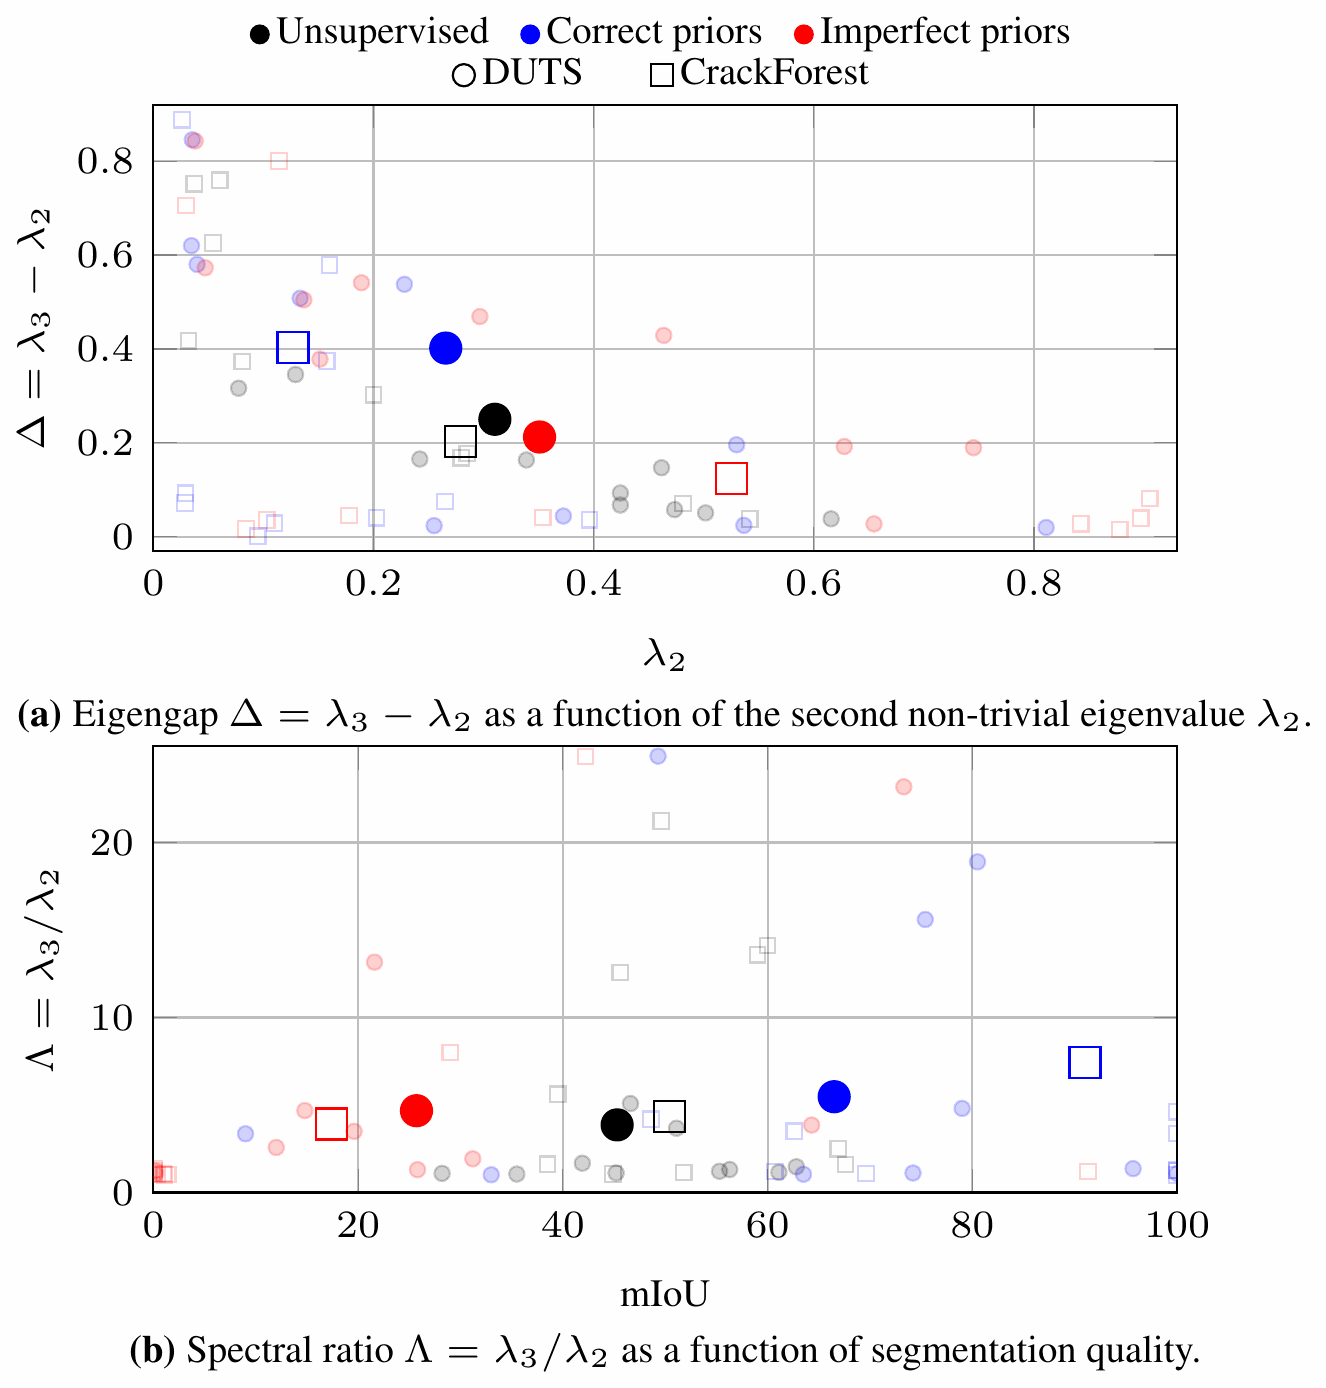 Unsupervised Correct priors Imperfect priors
DUTS CrackForest
Δ = λ₃ − λ₂
0.8
0.6
0.4
0.2
0
0 0.2 0.4 0.6 0.8
λ₂
(a) Eigengap Δ = λ₃ − λ₂ as a function of the second non-trivial eigenvalue λ₂.
Λ = λ₃/λ₂
20
10
0
0 20 40 60 80 100
mIoU
(b) Spectral ratio Λ = λ₃/λ₂ as a function of segmentation quality.